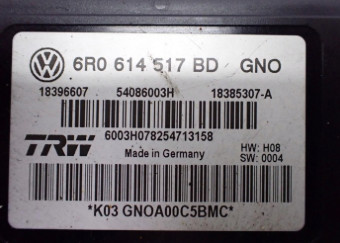 6R0 614 517 BD GNO
18396607 54086003H 18385307-A
6003H078254713158
TRW
Made in Germany
HW: H08
SW: 0004
*K03 GNOA00C5BMC*